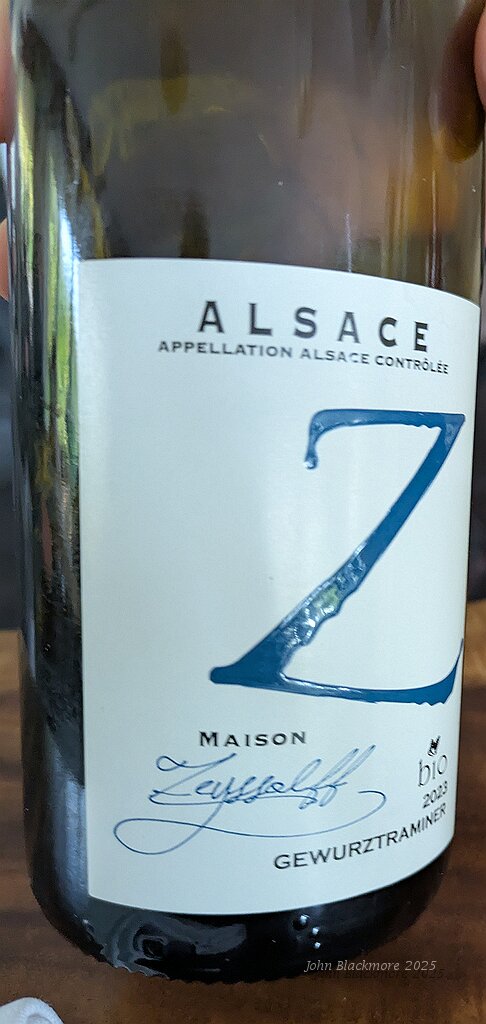 ALSACE
APPELLATION ALSACE CONTRÔLÉE
Z
MAISON
Zeyssolff
bio
2023
GEWURZTRAMINER
John Blackmore 2025